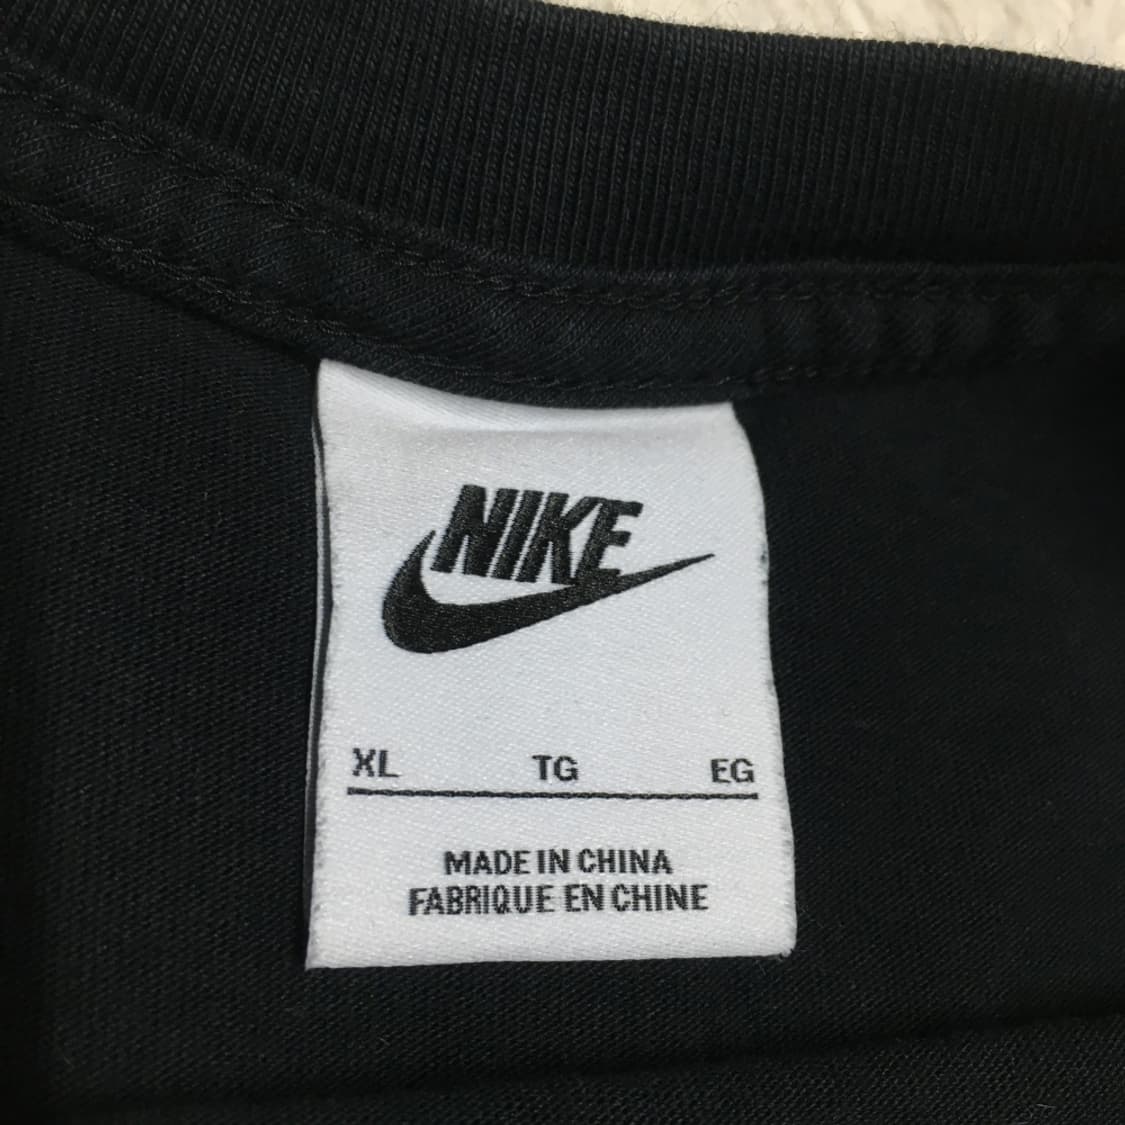 NIKE
XL TG EG
MADE IN CHINA
FABRIQUE EN CHINE